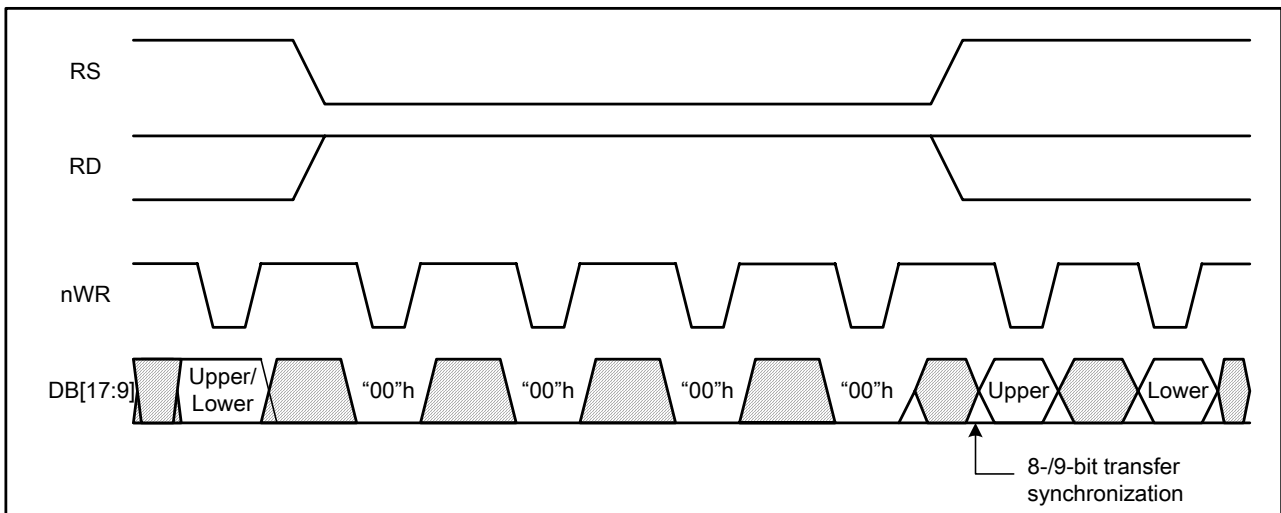 RS
RD
nWR
DB[17:9]
Upper/
Lower
“00”h
“00”h
“00”h
“00”h
Upper
Lower
8-/9-bit transfer
synchronization